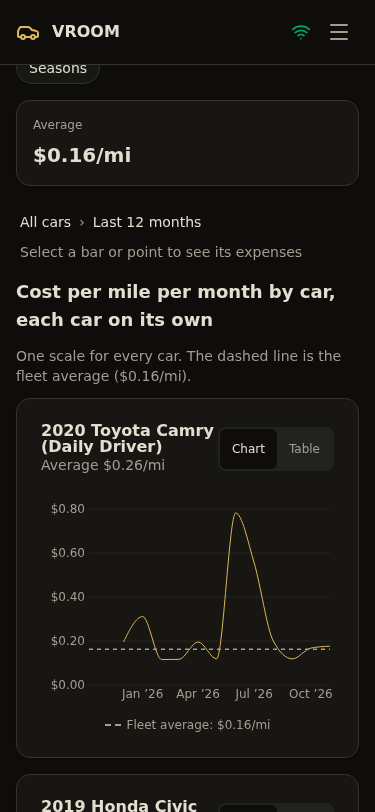 VROOM
Seasons
Average
$0.16/mi
All cars › Last 12 months
Select a bar or point to see its expenses
Cost per mile per month by car,
each car on its own
One scale for every car. The dashed line is the
fleet average ($0.16/mi).
2020 Toyota Camry
(Daily Driver)
Average $0.26/mi
Chart
Table
$0.80
$0.60
$0.40
$0.20
$0.00
Jan ’26
Apr ’26
Jul ’26
Oct ’26
Fleet average: $0.16/mi
2019 Honda Civic